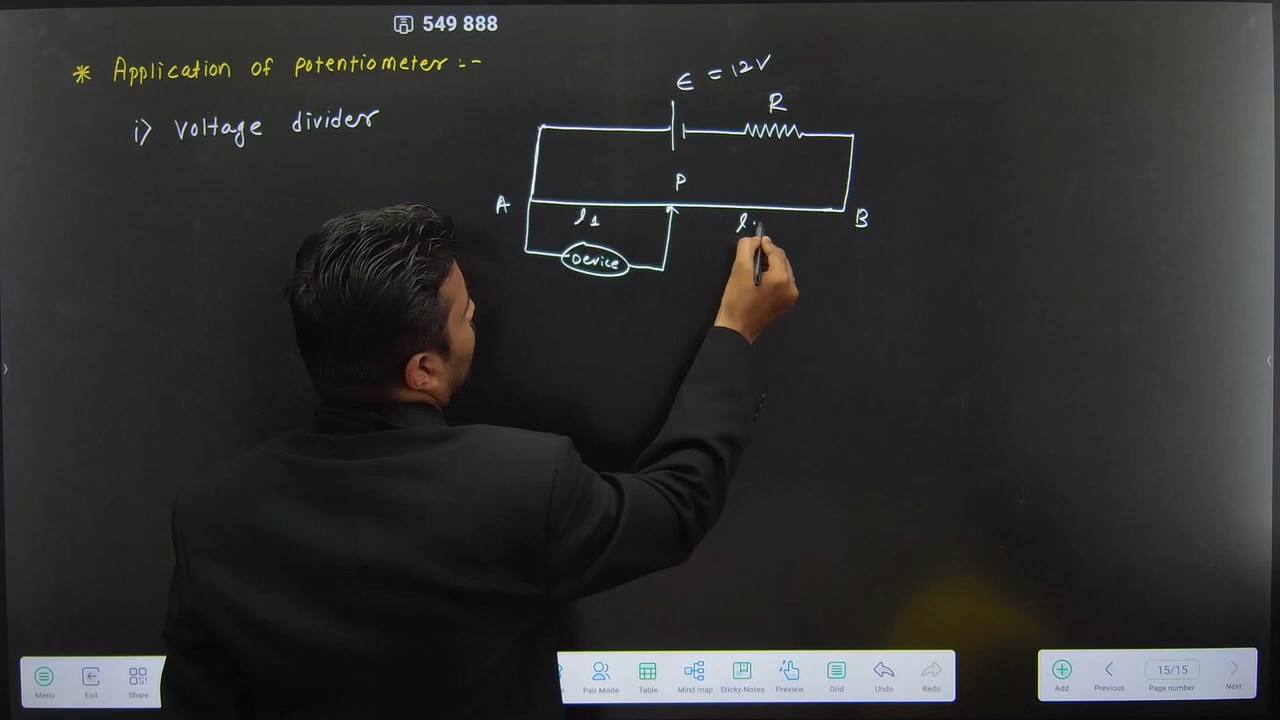 549 888
* Application of potentiometer :-
i) Voltage divider
ϵ = 12V
R
P
A
B
l1
l
Device
Menu
Exit
Share
Pair Mode
Table
Mind map
Sticky-Notes
Preview
Grid
Undo
Redo
Add
Previous
15/15
Page number
Next